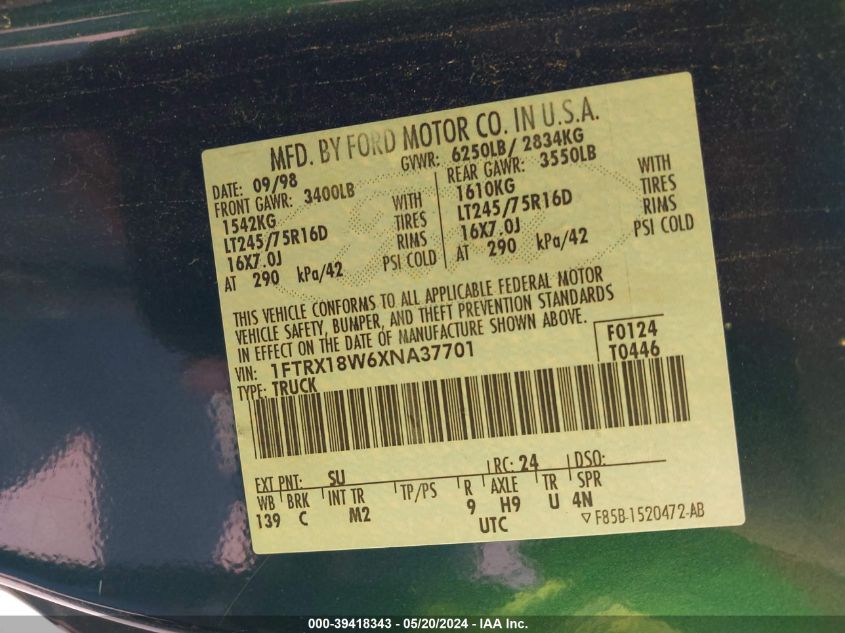 MFD. BY FORD MOTOR CO. IN U.S.A.
DATE: 09/98 GVWR: 6250LB/ 2834KG
FRONT GAWR: 3400LB REAR GAWR: 3550LB
1542KG WITH 1610KG WITH
LT245/75R16D TIRES LT245/75R16D TIRES
16X7.0J RIMS 16X7.0J RIMS
AT 290 kPa/42 PSI COLD AT 290 kPa/42 PSI COLD
THIS VEHICLE CONFORMS TO ALL APPLICABLE FEDERAL MOTOR
VEHICLE SAFETY, BUMPER, AND THEFT PREVENTION STANDARDS
IN EFFECT ON THE DATE OF MANUFACTURE SHOWN ABOVE.
VIN: 1FTRX18W6XNA37701 F0124
TYPE: TRUCK T0446
EXT PNT: SU RC: 24 DSO:
WB BRK INT TR TP/PS R AXLE TR SPR
139 C M2 9 H9 U 4N
UTC ▽ F85B-1520472-AB
000-39418343 - 05/20/2024 - IAA Inc.